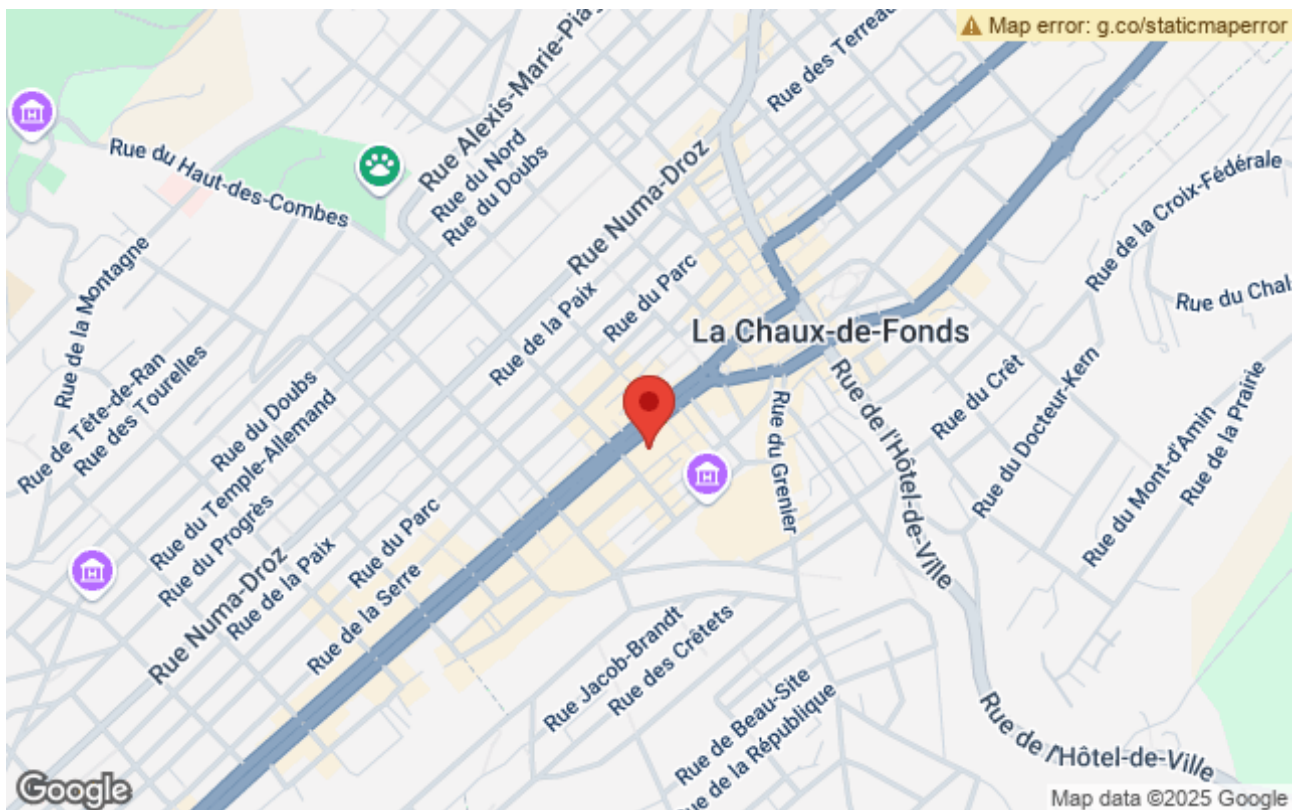 Map error: g.co/staticmaperror
Rue des Terreau
Rue Alexis-Marie-Piag
Rue du Nord
Rue du Doubs
Rue du Haut-des-Combes
Rue Numa-Droz
Rue de la Croix-Fédérale
Rue de la Montagne
Rue du Parc
Rue de la Paix
Rue du Chal
La Chaux-de-Fonds
Rue de Tête-de-Ran
Rue des Tourelles
Rue du Doubs
Rue du Temple-Allemand
Rue du Progrès
Rue du Crêt
Rue du Docteur-Kern
Rue de l'Hôtel-de-Ville
Rue du Grenier
Rue du Mont-d'Amin
Rue de la Prairie
Rue du Parc
Rue de la Paix
Rue Numa-Droz
Rue de la Serre
Rue Jacob-Brandt
Rue des Crêtets
Rue de Beau-Site
ue de la République
Rue de l'Hôtel-de-Ville
Google
Map data ©2025 Google